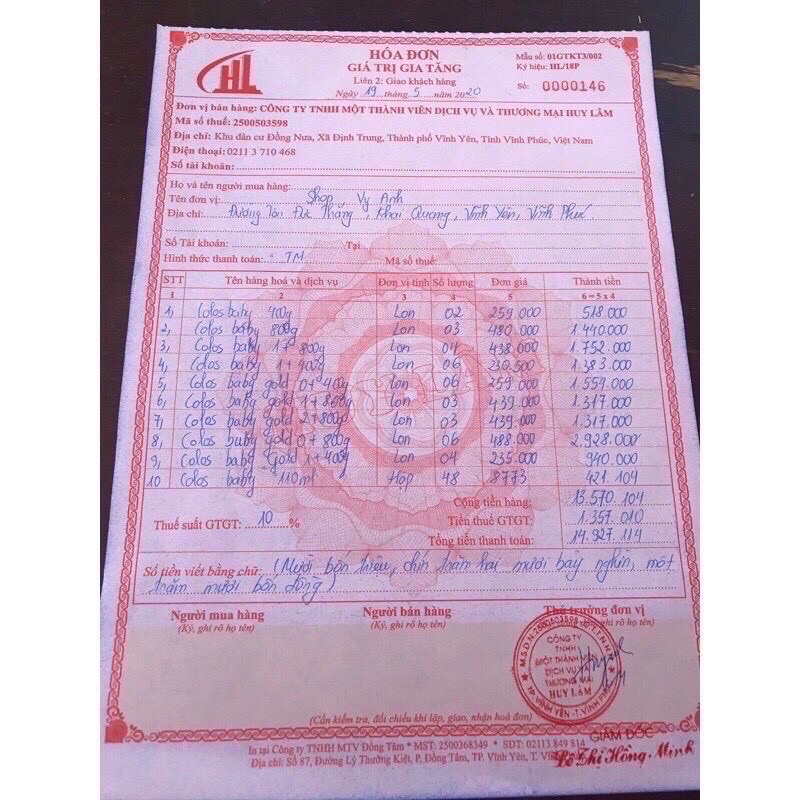 HL
HÓA ĐƠN
GIÁ TRỊ GIA TĂNG
Liên 2: Giao khách hàng
Ngày 19 tháng 5 năm 2020
Mẫu số: 01GTKT3/002
Ký hiệu: HL/18P
Số: 0000146
Đơn vị bán hàng: CÔNG TY TNHH MỘT THÀNH VIÊN DỊCH VỤ VÀ THƯƠNG MẠI HUY LÂM
Mã số thuế: 2500503598
Địa chỉ: Khu dân cư Đồng Nưa, Xã Định Trung, Thành phố Vĩnh Yên, Tỉnh Vĩnh Phúc, Việt Nam
Điện thoại: 0211 3 710 468
Số tài khoản:
Họ và tên người mua hàng:
Tên đơn vị: Shop Vy Anh
Địa chỉ: Đường Tôn Đức Thắng, Khai Quang, Vĩnh Yên, Vĩnh Phúc.
Số Tài khoản: Tại
Hình thức thanh toán: TM Mã số thuế:
STT Tên hàng hoá và dịch vụ Đơn vị tính Số lượng Đơn giá Thành tiền
1 2 3 4 5 6 = 5 x 4
1, Colos baby 400g Lon 02 259.000 518.000
2, Colos baby 800g Lon 03 480.000 1.440.000
3, Colos baby 1+ 800g Lon 04 438.000 1.752.000
4, Colos baby 1+400g Lon 06 230.500 1.383.000
5, Colos baby gold 0+400g Lon 06 259.000 1.559.000
6, Colos baby gold 1+800g Lon 03 439.000 1.317.000
7, Colos baby Gold 2+800g Lon 03 439.000 1.317.000
8, Colos baby Gold 0+800g Lon 06 488.000 2.928.000
9, Colos baby Gold 1+400g Lon 04 235.000 940.000
10 Colos baby 110ml Hộp 48 8773 421.104
Cộng tiền hàng: 13.570.104
Thuế suất GTGT: 10 % Tiền thuế GTGT: 1.357.010
Tổng tiền thanh toán: 14.927.114
Số tiền viết bằng chữ: (Mười bốn triệu, chín trăm hai mươi bảy nghìn, một
trăm mười bốn đồng)
Người mua hàng Người bán hàng Thủ trưởng đơn vị
(Ký, ghi rõ họ tên) (Ký, ghi rõ họ tên)
M.S.D.N:2500503598
CÔNG TY
TNHH
MỘT THÀNH VIÊN
DỊCH VỤ VÀ
THƯƠNG MẠI
HUY LÂM
TP. VĨNH YÊN - T. VĨNH PHÚC
(Cần kiểm tra, đối chiếu khi lập, giao, nhận hoá đơn)
GIÁM ĐỐC
Lê Thị Hồng Minh
In tại Công ty TNHH MTV Đồng Tâm * MST: 2500368349 * SDT: 02113 849 814
Địa chỉ: Số 87, Đường Lý Thường Kiệt, P. Đồng Tâm, TP. Vĩnh Yên, T.